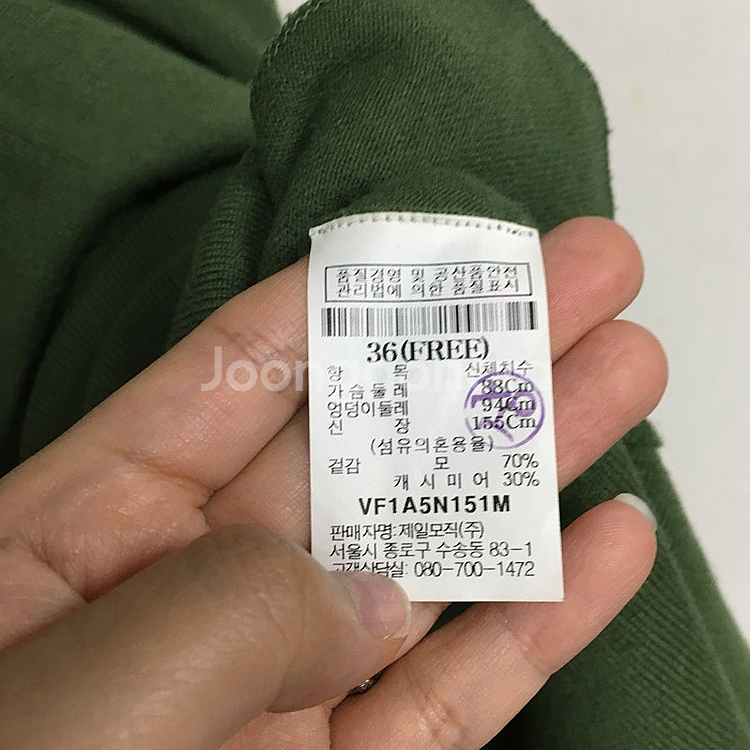 품질경영 및 공산품안전
관리법에 의한 품질표시
36(FREE)
항 목 신체치수
가슴둘레 88Cm
엉덩이둘레 94Cm
신 장 155Cm
(섬유의혼용율)
겉감 모 70%
캐시미어 30%
VF1A5N151M
판매자명:제일모직(주)
서울시 종로구 수송동 83-1
고객상담실: 080-700-1472